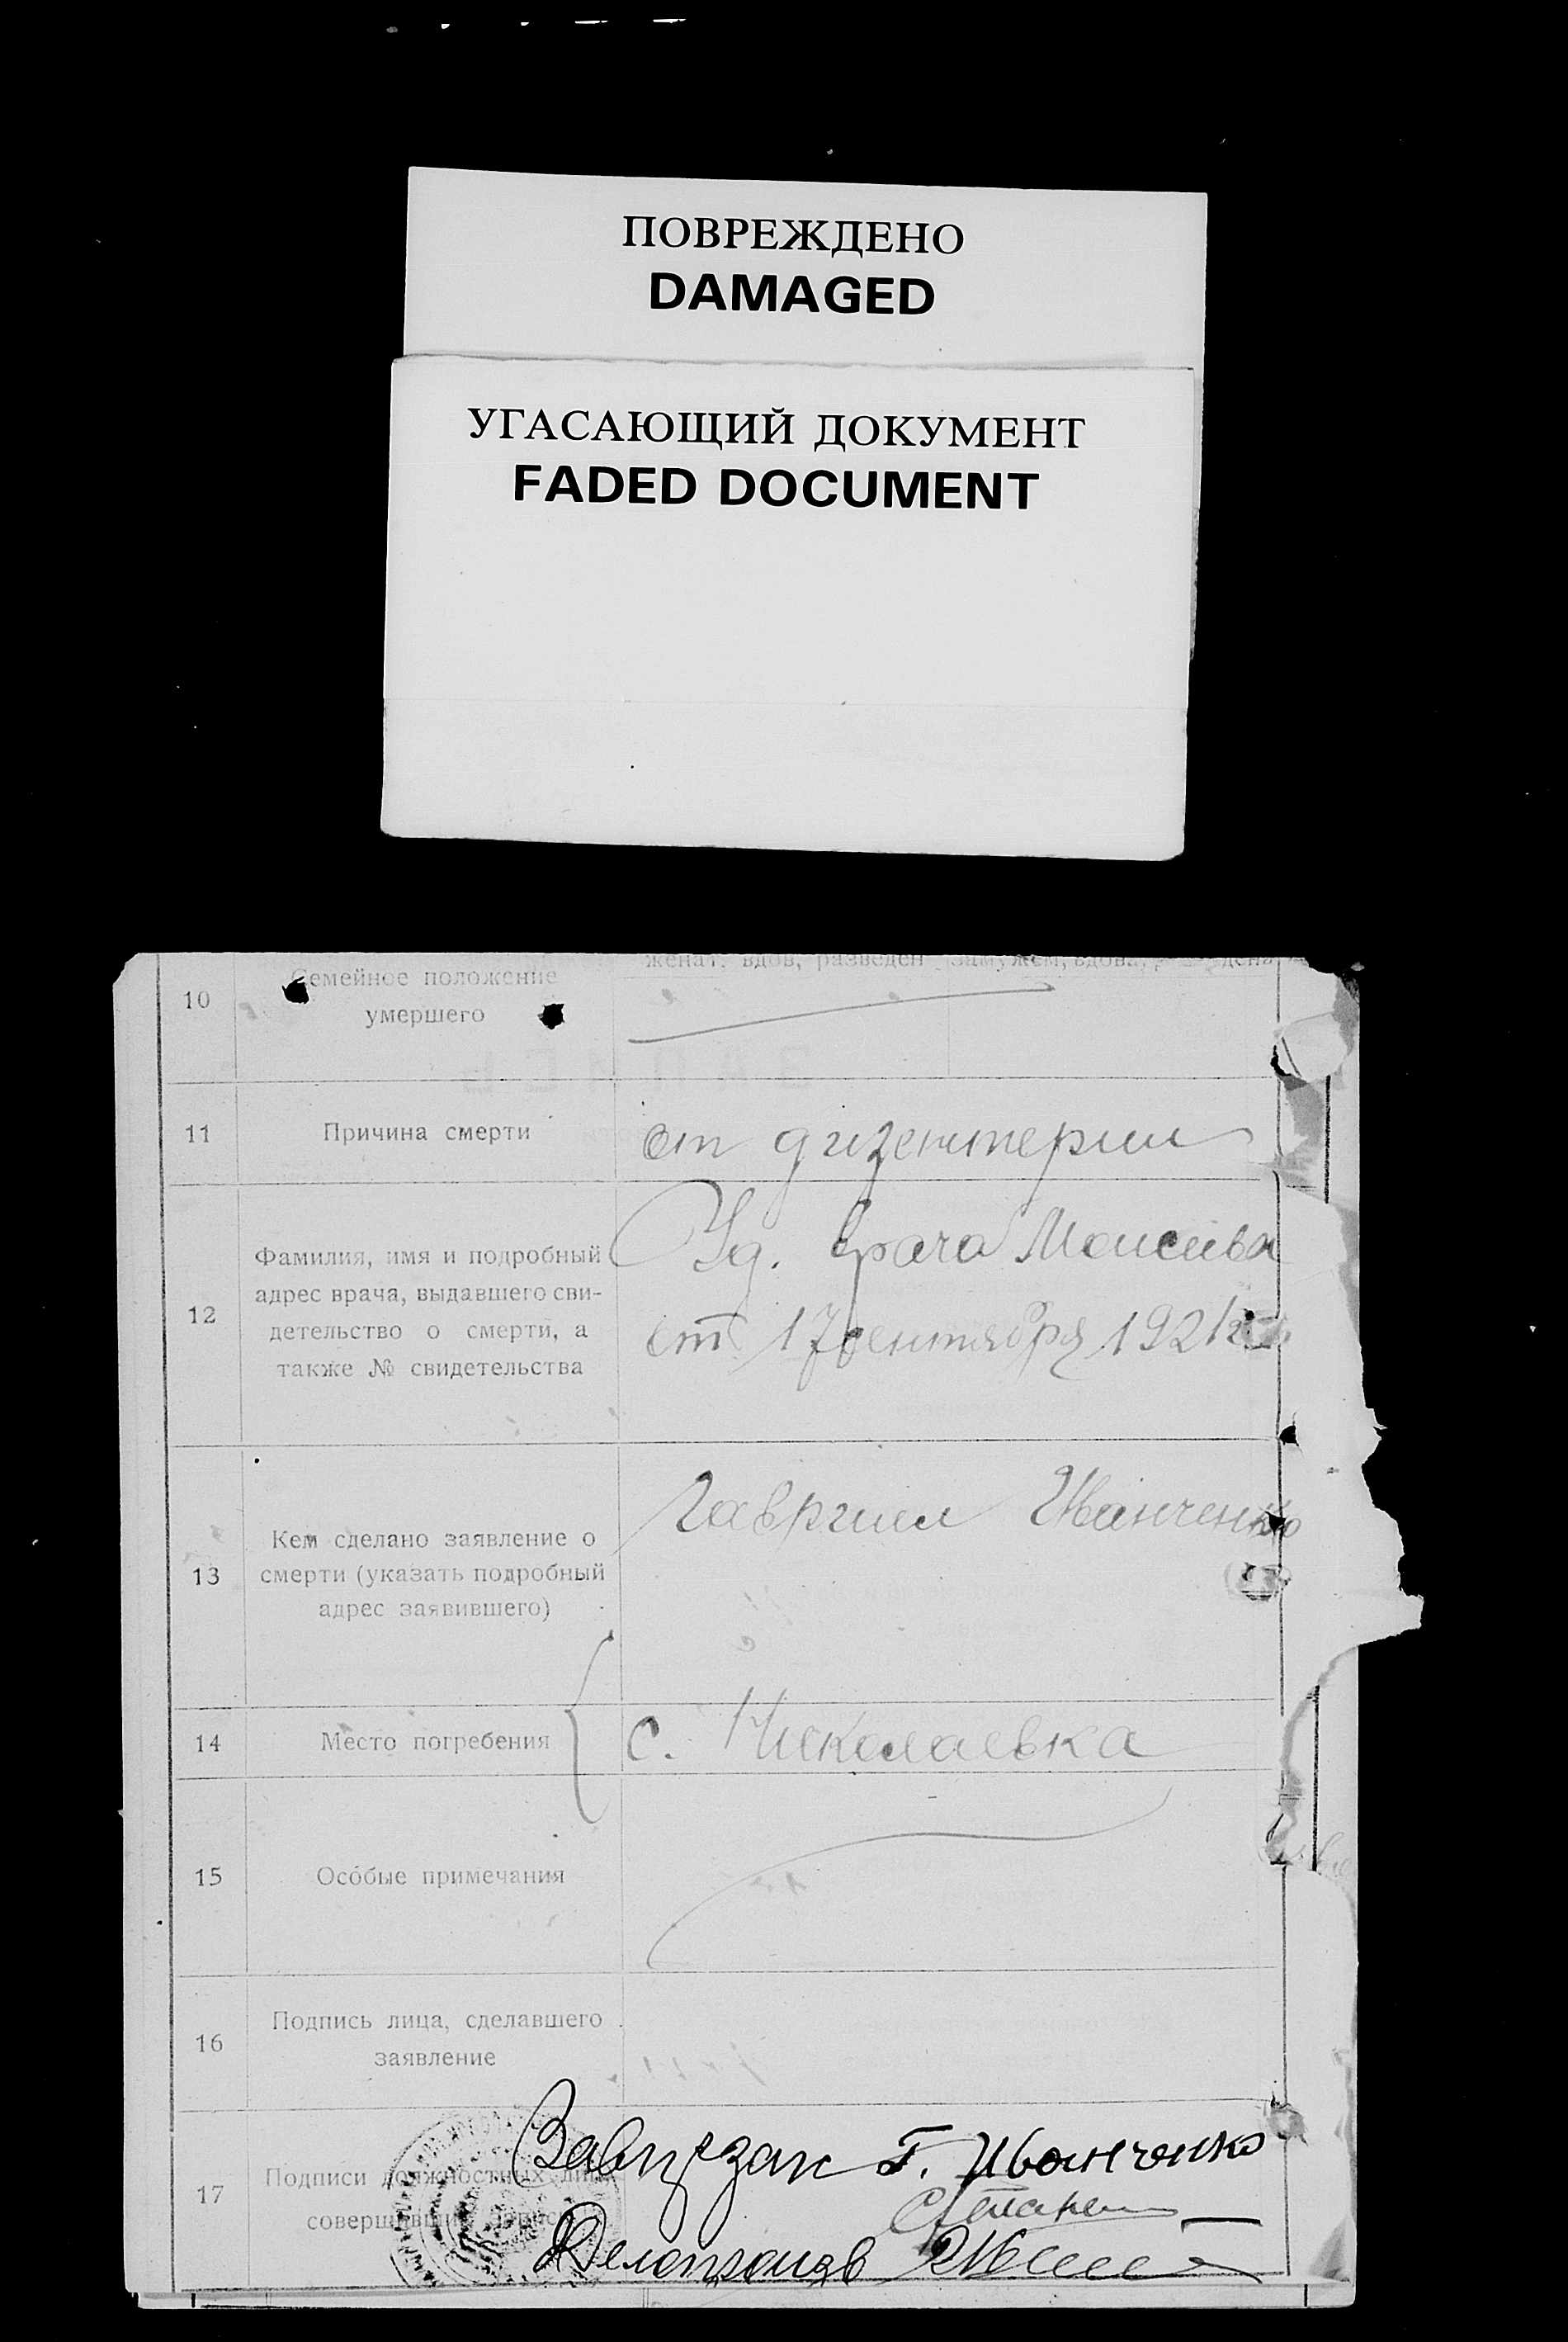 ПОВРЕЖДЕНО
DAMAGED
УГАСАЮЩИЙ ДОКУМЕНТ
FADED DOCUMENT
женат, вдов, разведен замужем, вдова,
10 Семейное положение
умершего
11 Причина смерти от дизентерии
12 Фамилия, имя и подробный
адрес врача, выдавшего сви-
детельство о смерти, а
также № свидетельства
Уд. врача Моисеева
от 17 сентября 1921 г.
13 Кем сделано заявление о
смерти (указать подробный
адрес заявившего)
Гавриил Иванченко
14 Место погребения с. Николаевка
15 Особые примечания
16 Подпись лица, сделавшего
заявление
17 Подписи должностных лиц,
совершивших
Г. Иванченко
Делопроизв